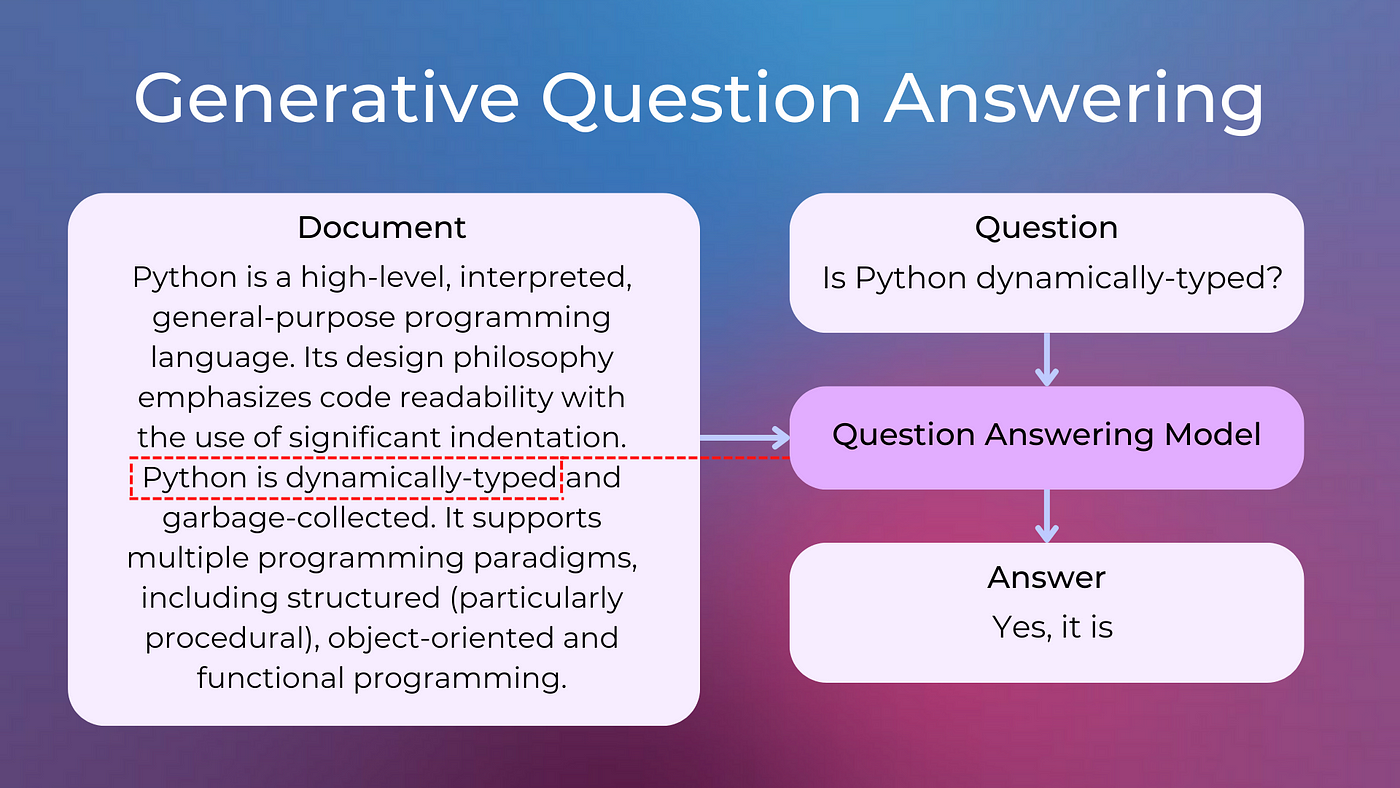 Generative Question Answering
Document
Python is a high-level, interpreted,
general-purpose programming
language. Its design philosophy
emphasizes code readability with
the use of significant indentation.
Python is dynamically-typed and
garbage-collected. It supports
multiple programming paradigms,
including structured (particularly
procedural), object-oriented and
functional programming.
Question
Is Python dynamically-typed?
Question Answering Model
Answer
Yes, it is